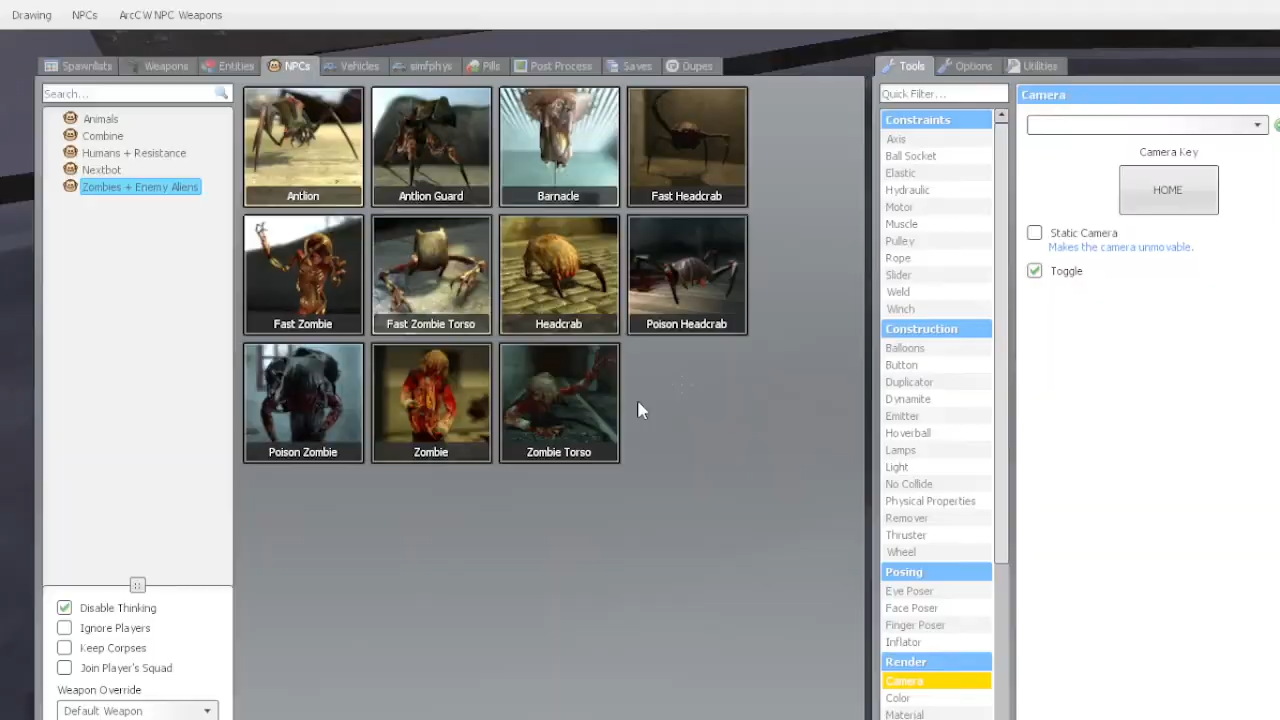 Drawing NPCs ArcCW NPC Weapons
Spawnlists Weapons Entities NPCs Vehicles simfphys Pills Post Process Saves Dupes
Search...
Animals
Combine
Humans + Resistance
Nextbot
Zombies + Enemy Aliens
Antlion Antlion Guard Barnacle Fast Headcrab
Fast Zombie Fast Zombie Torso Headcrab Poison Headcrab
Poison Zombie Zombie Zombie Torso
Disable Thinking
Ignore Players
Keep Corpses
Join Player's Squad
Weapon Override
Default Weapon
Tools Options Utilities
Quick Filter...
Constraints
Axis
Ball Socket
Elastic
Hydraulic
Motor
Muscle
Pulley
Rope
Slider
Weld
Winch
Construction
Balloons
Button
Duplicator
Dynamite
Emitter
Hoverball
Lamps
Light
No Collide
Physical Properties
Remover
Thruster
Wheel
Posing
Eye Poser
Face Poser
Finger Poser
Inflator
Render
Camera
Color
Material
Camera
Camera Key
HOME
Static Camera
Makes the camera unmovable.
Toggle